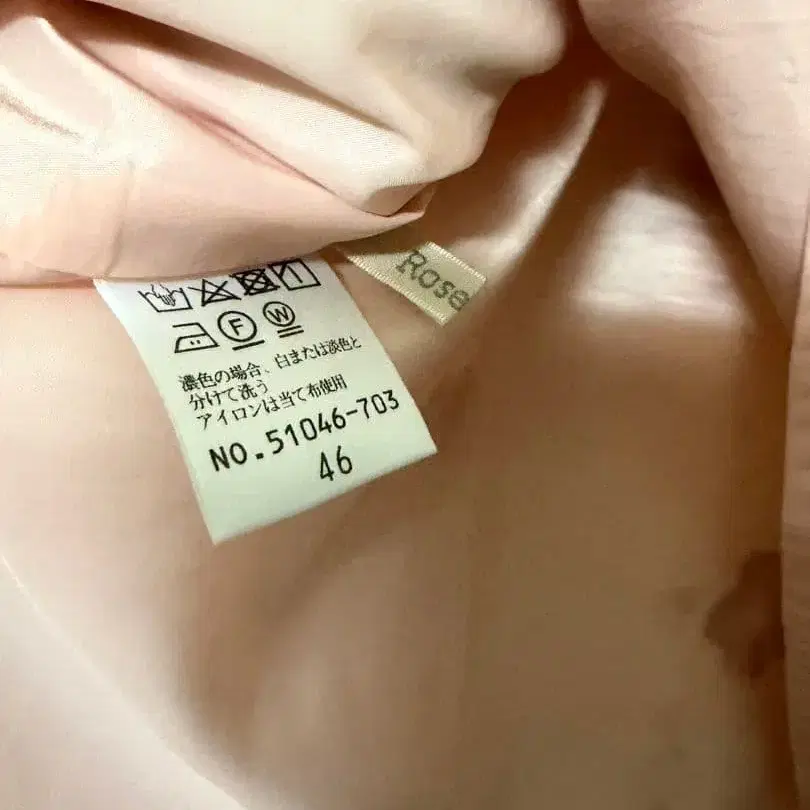 Rose
F W
濃色の場合、白または淡色と
分けて洗う
アイロンは当て布使用
NO.51046-703
46